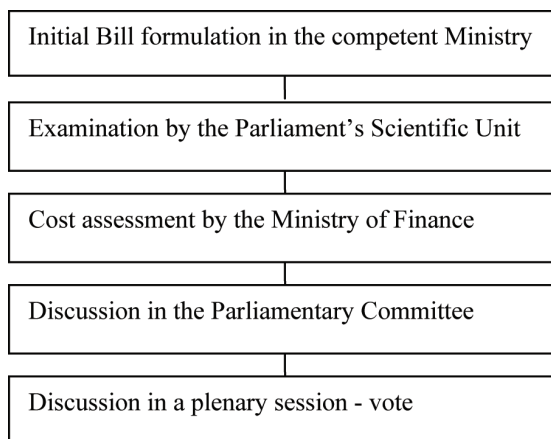 Initial Bill formulation in the competent Ministry
Examination by the Parliament’s Scientific Unit
Cost assessment by the Ministry of Finance
Discussion in the Parliamentary Committee
Discussion in a plenary session - vote